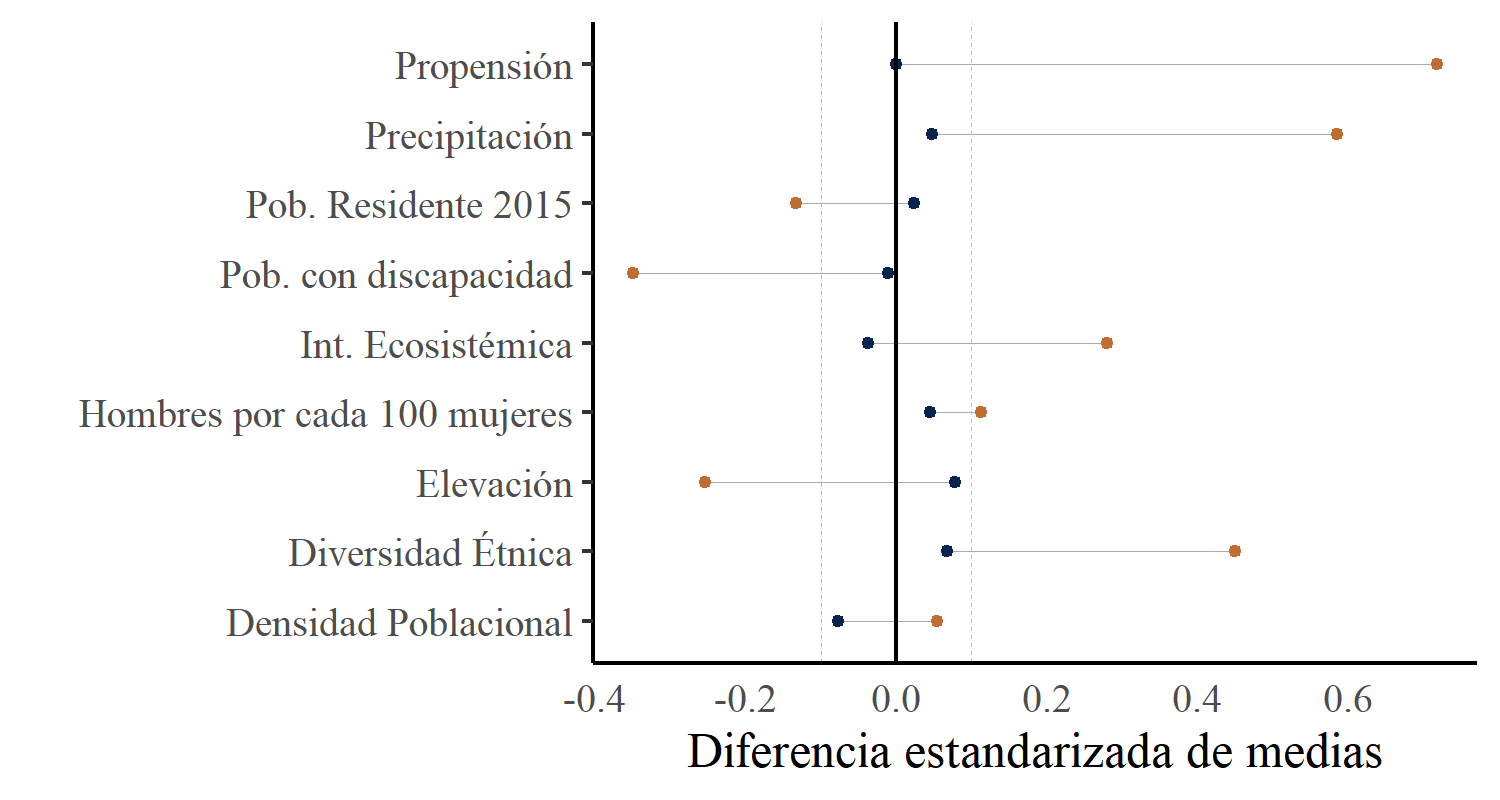 Propensión
Precipitación
Pob. Residente 2015
Pob. con discapacidad
Int. Ecosistémica
Hombres por cada 100 mujeres
Elevación
Diversidad Étnica
Densidad Poblacional
-0.4 -0.2 0.0 0.2 0.4 0.6
Diferencia estandarizada de medias